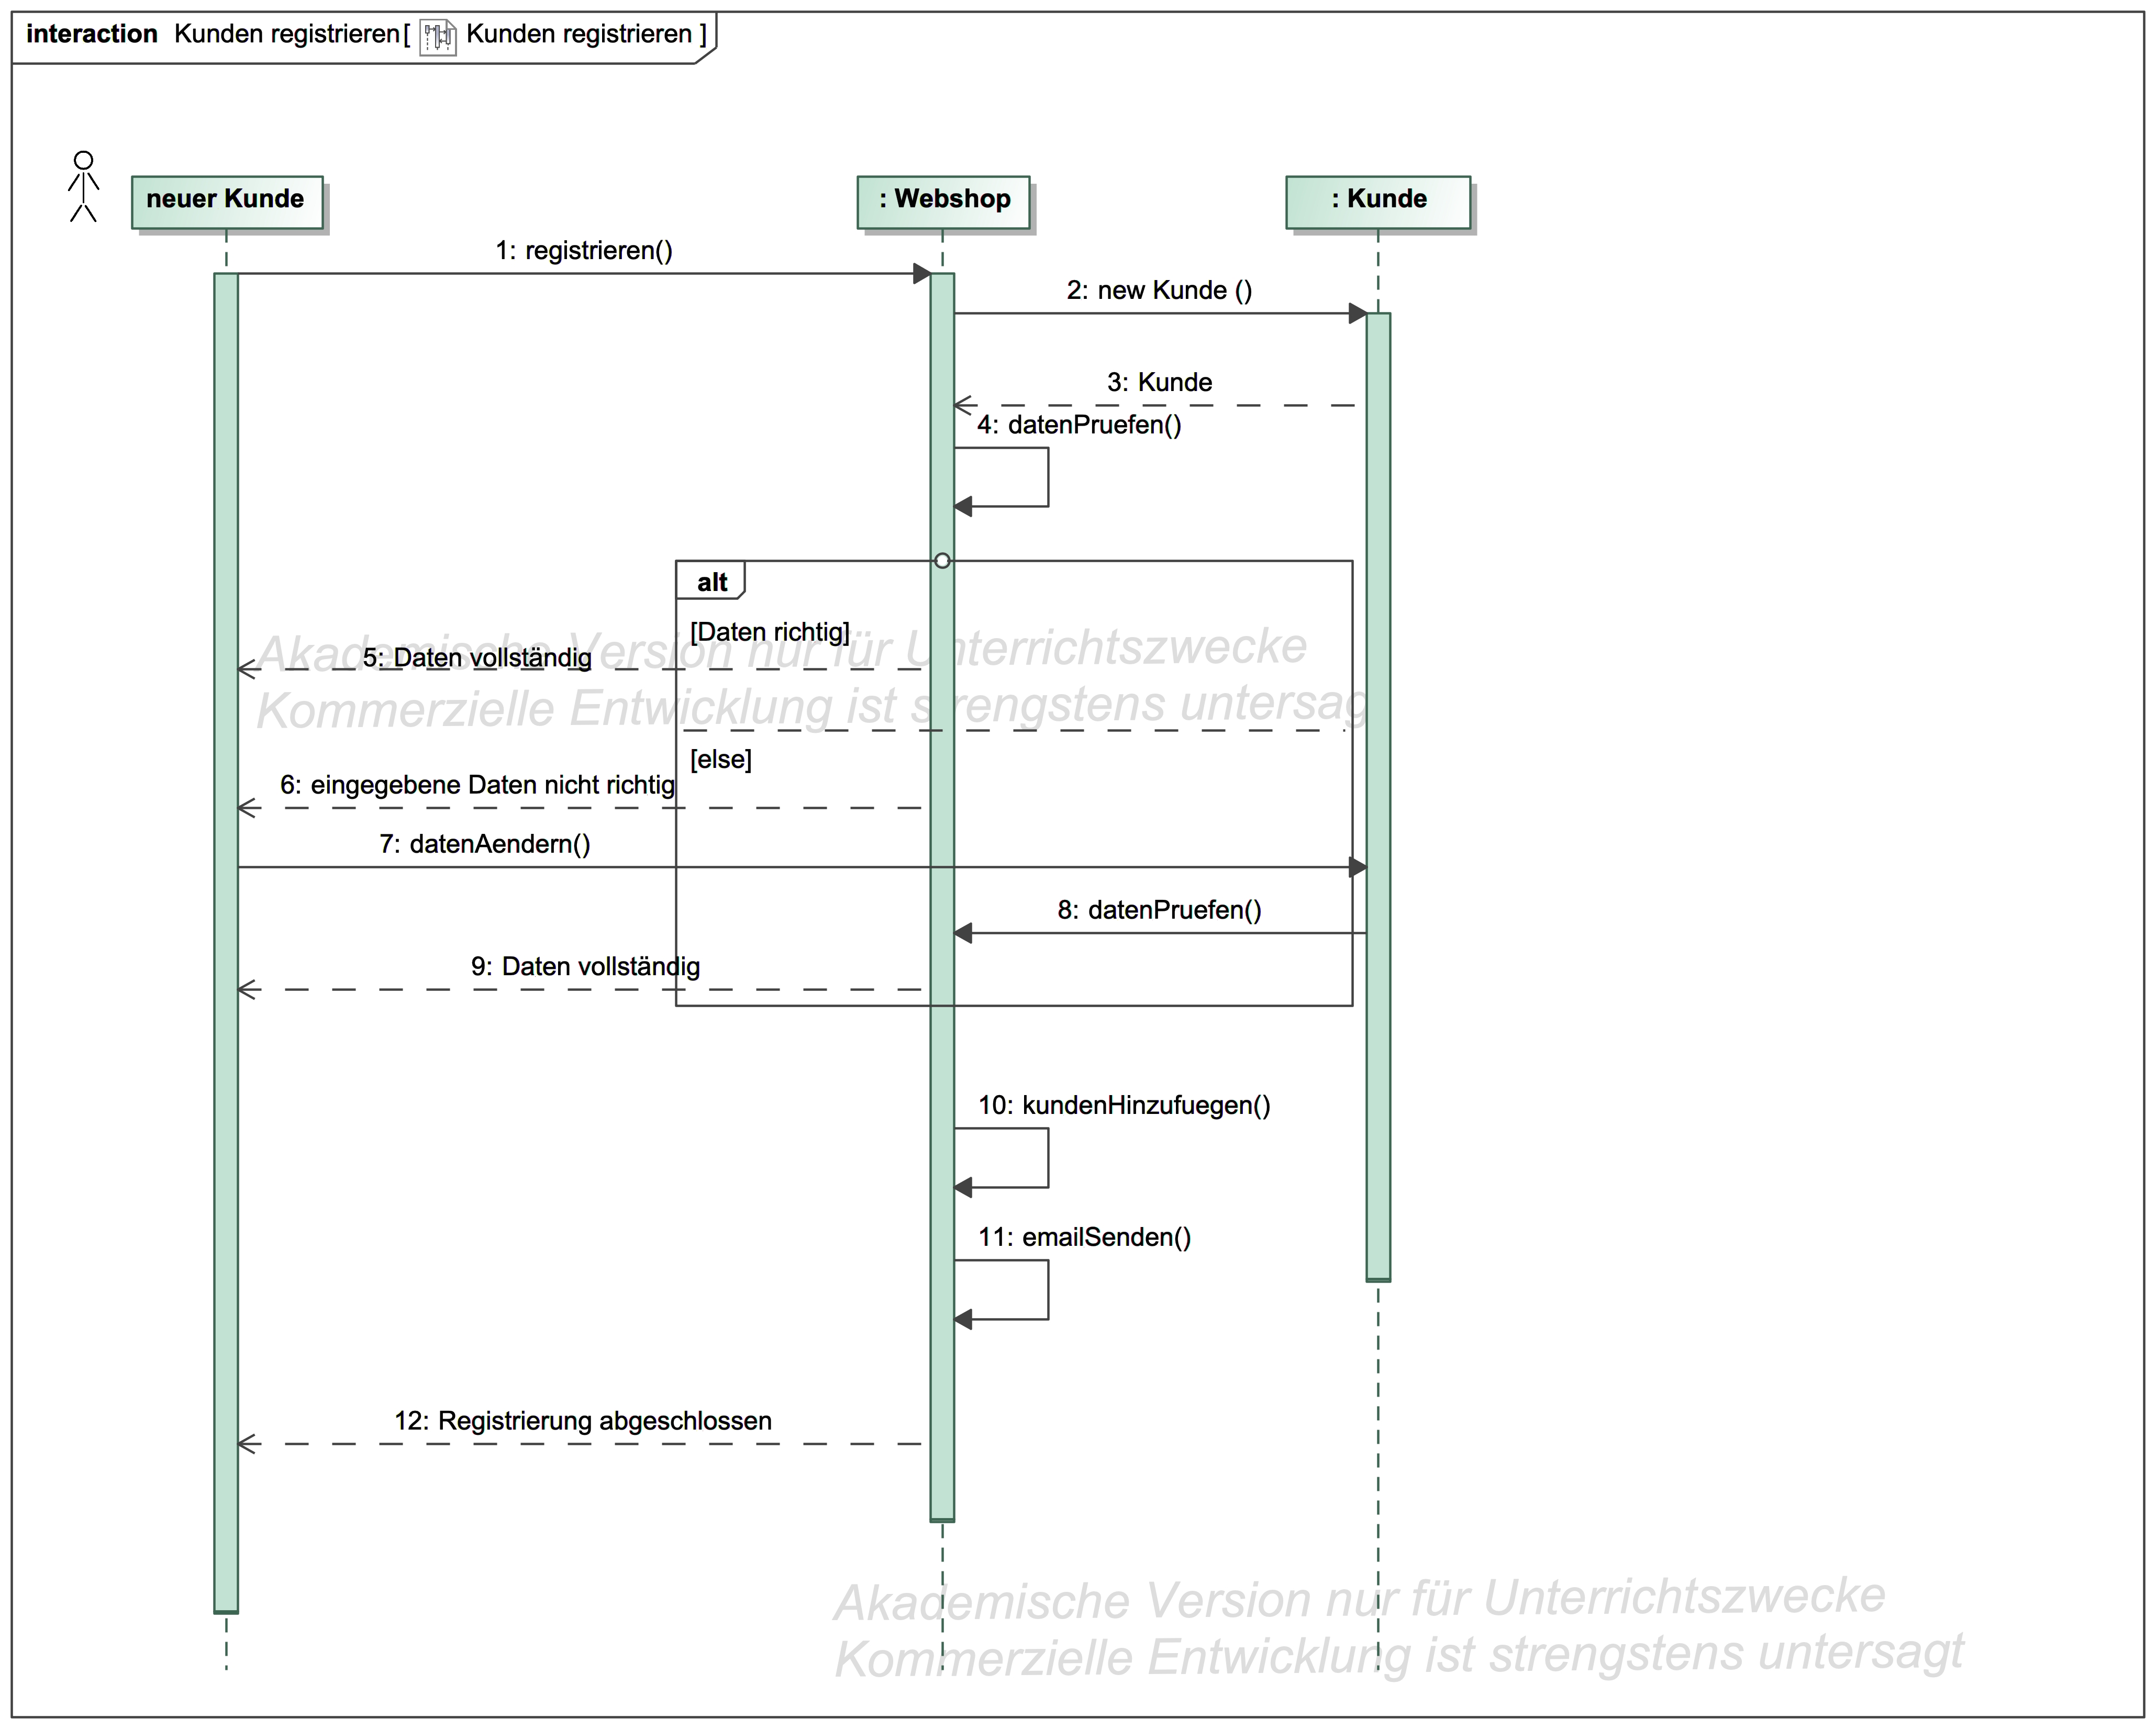 interaction Kunden registrieren[ Kunden registrieren ]
neuer Kunde
: Webshop
: Kunde
1: registrieren()
2: new Kunde ()
3: Kunde
4: datenPruefen()
alt
[Daten richtig]
Akademische Version nur für Unterrichtszwecke
5: Daten vollständig
Kommerzielle Entwicklung ist strengstens untersagt
[else]
6: eingegebene Daten nicht richtig
7: datenAendern()
8: datenPruefen()
9: Daten vollständig
10: kundenHinzufuegen()
11: emailSenden()
12: Registrierung abgeschlossen
Akademische Version nur für Unterrichtszwecke
Kommerzielle Entwicklung ist strengstens untersagt